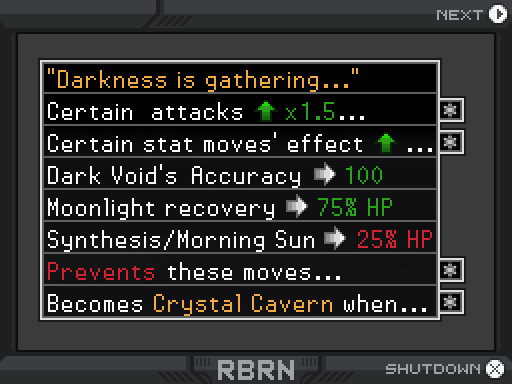 NEXT
"Darkness is gathering..."
Certain attacks x1.5...
Certain stat moves' effect ...
Dark Void's Accuracy 100
Moonlight recovery 75% HP
Synthesis/Morning Sun 25% HP
Prevents these moves...
Becomes Crystal Cavern when...
RBRN
SHUTDOWN